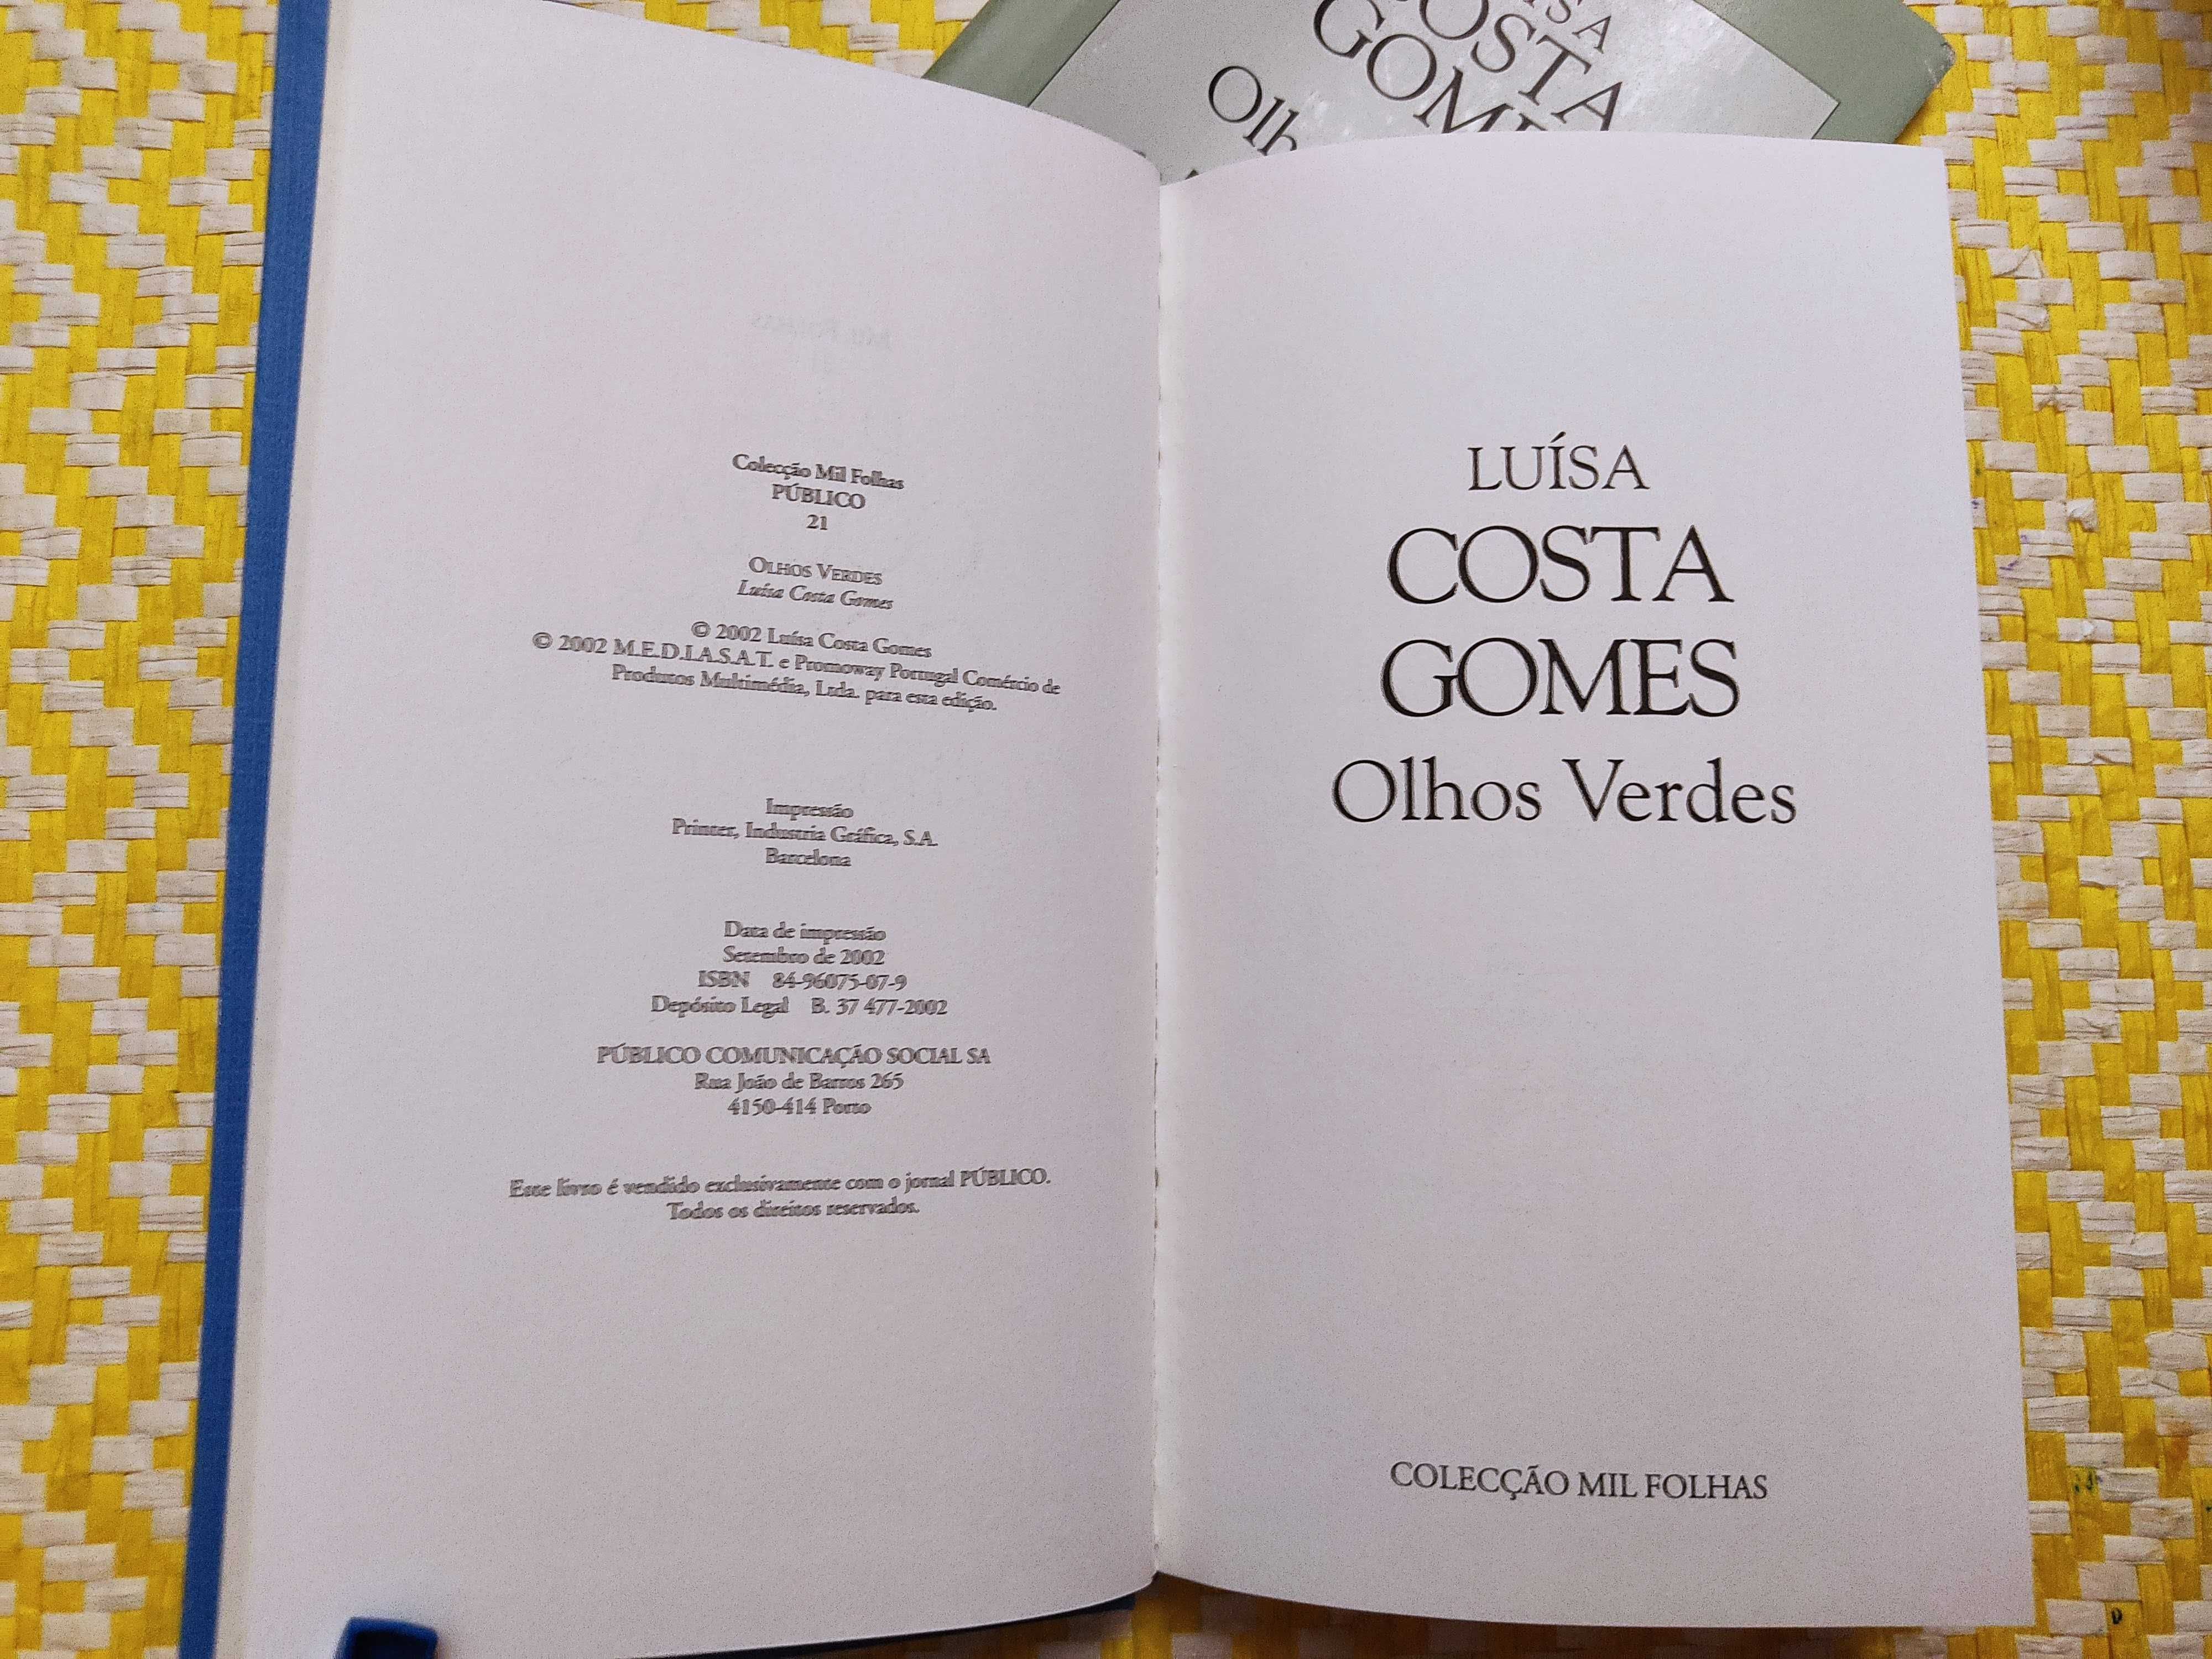 Colecção Mil Folhas
PÚBLICO
21
OLHOS VERDES
Luísa Costa Gomes
© 2002 Luísa Costa Gomes
© 2002 M.E.D.I.A.S.A.T. e Promoway Portugal Comércio de
Produtos Multimédia, Lda. para esta edição.
Impressão
Printer, Industria Gráfica, S.A.
Barcelona
Data de impressão
Setembro de 2002
ISBN 84-96075-07-9
Depósito Legal B. 37 477-2002
PÚBLICO COMUNICAÇÃO SOCIAL SA
Rua João de Barros 265
4150-414 Porto
Este livro é vendido exclusivamente com o jornal PÚBLICO.
Todos os direitos reservados.
LUÍSA
COSTA
GOMES
Olhos Verdes
COLECÇÃO MIL FOLHAS